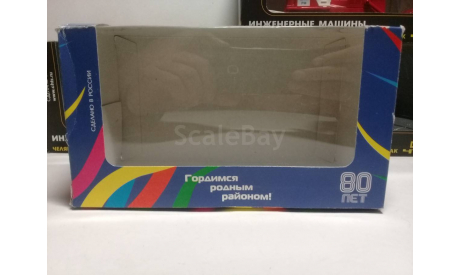 ИНЖЕНЕРНЫЕ МАШИНЫ
СДЕЛАНО В РОССИИ
ScaleBay
Гордимся
родным
районом!
80
ЛЕТ